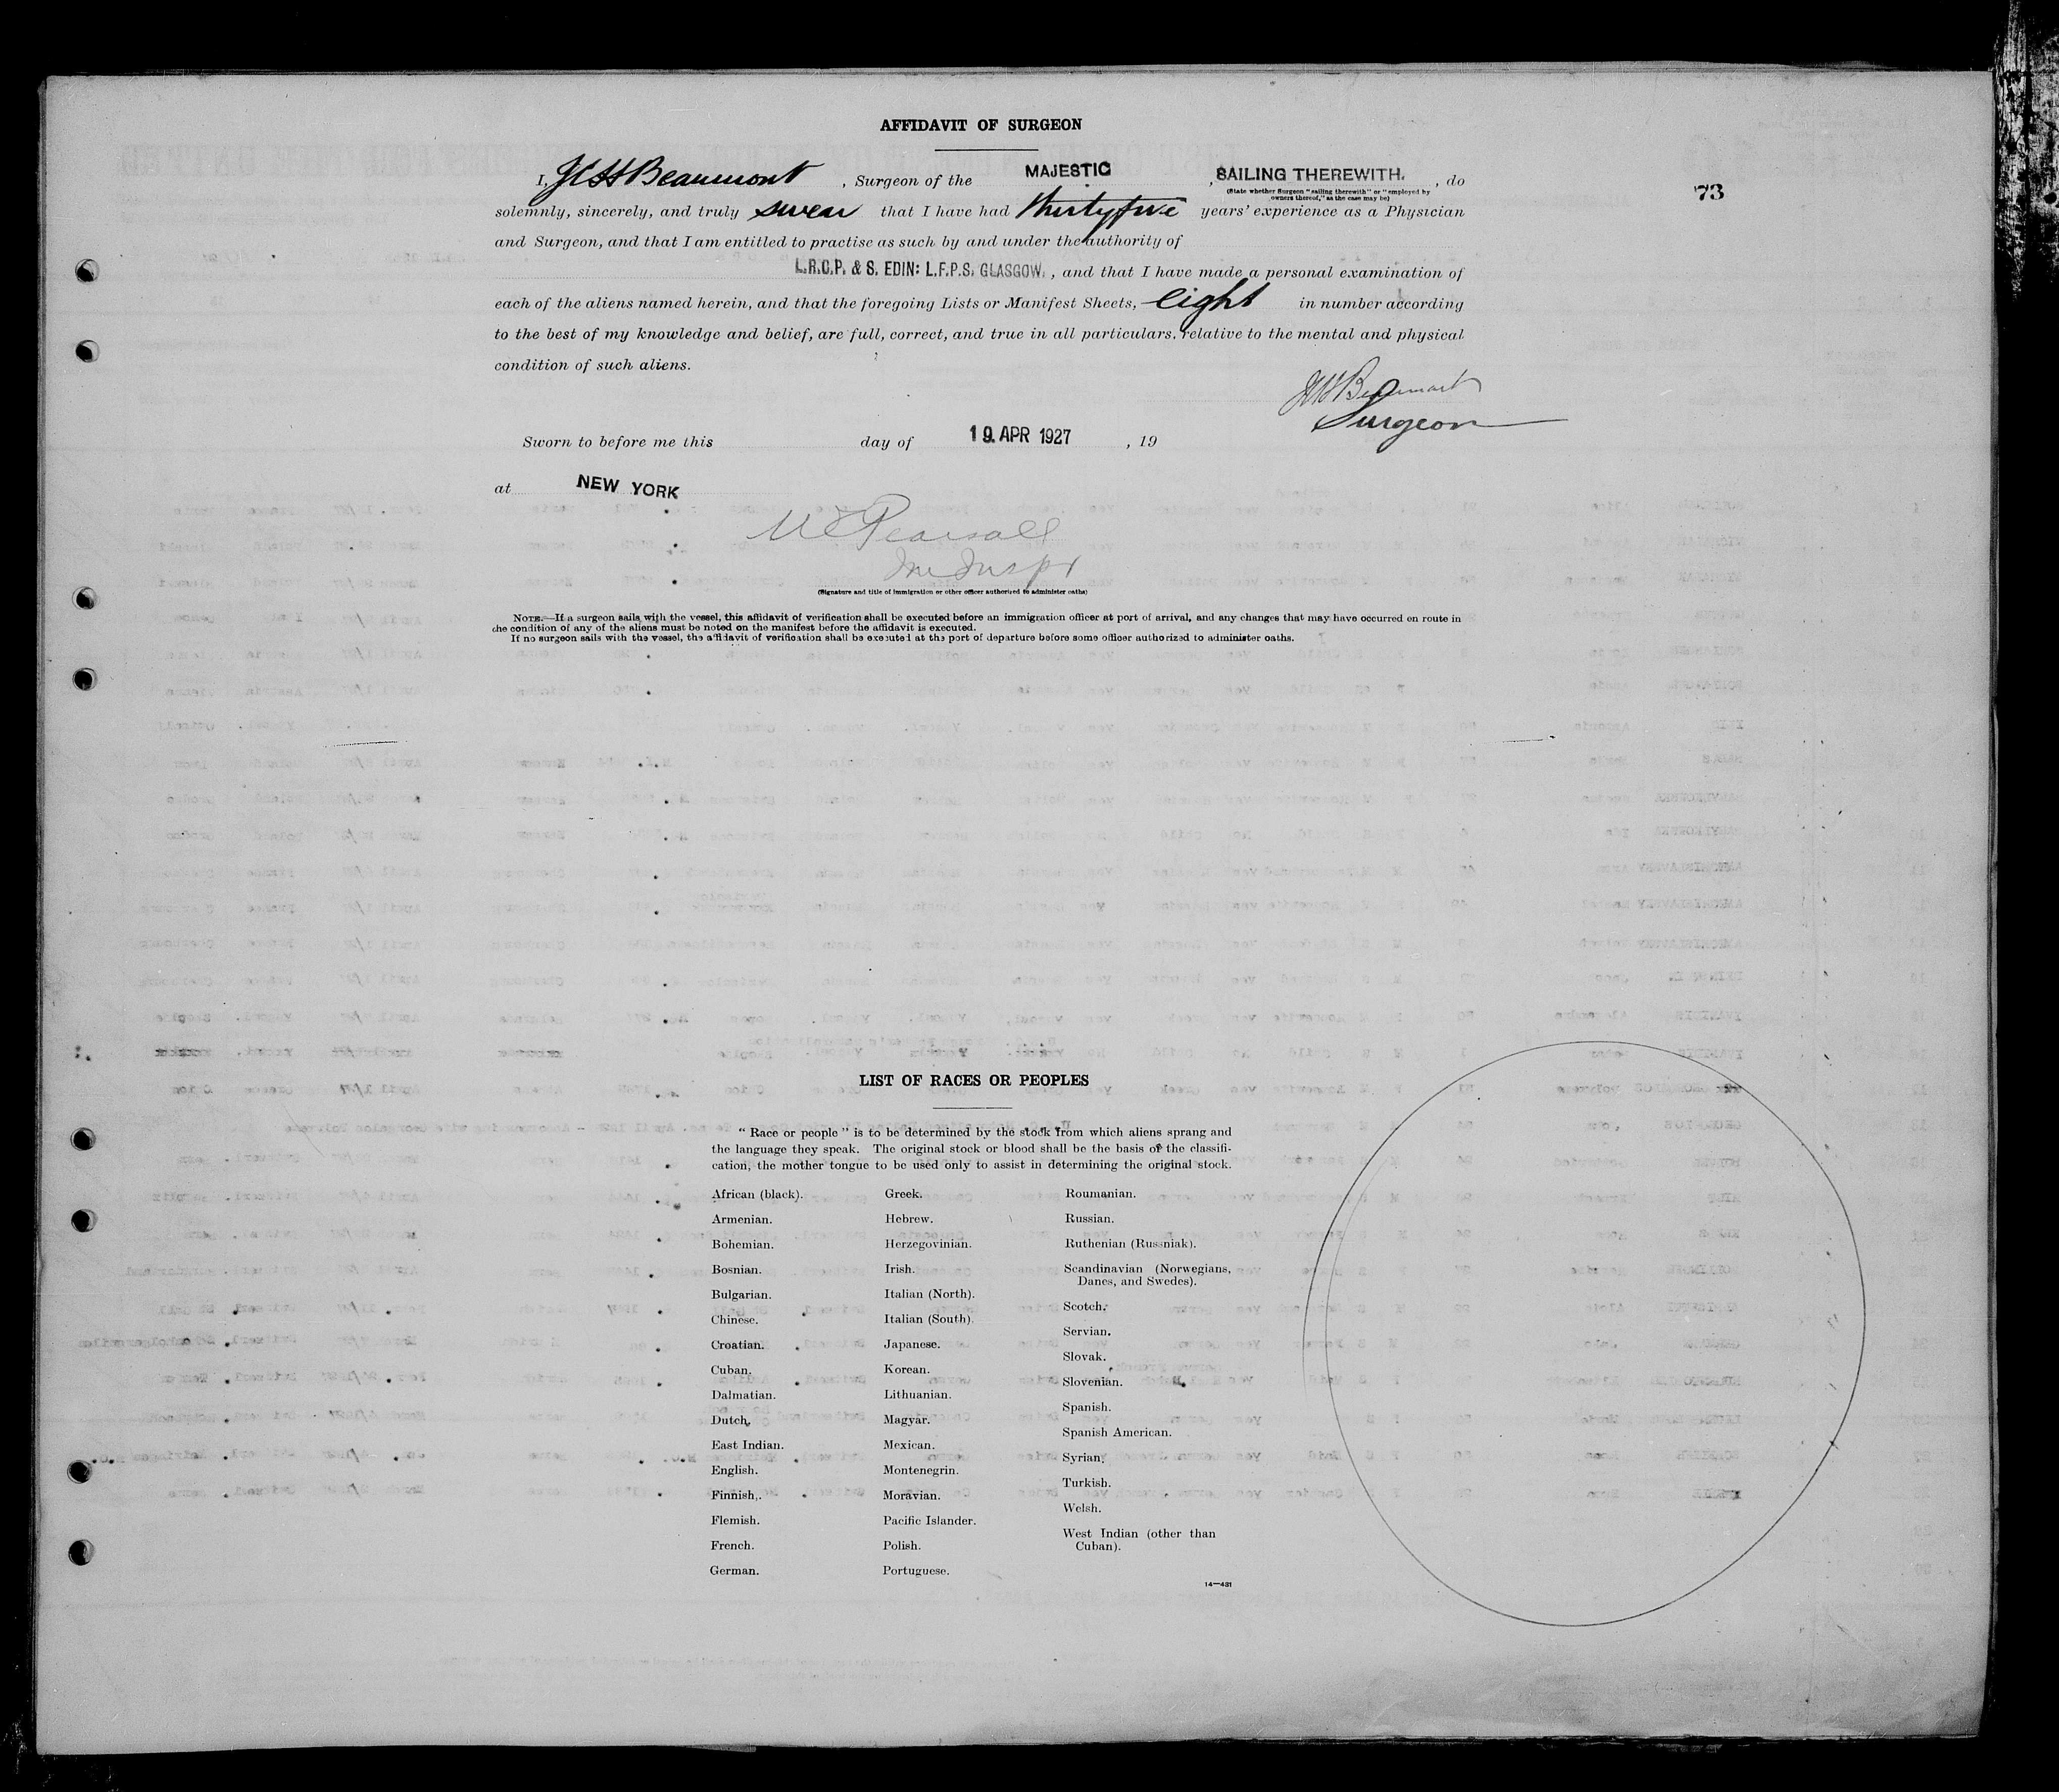 AFFIDAVIT OF SURGEON
73
I, JCHH Beaumont, Surgeon of the MAJESTIC, SAILING THEREWITH., do
(State whether Surgeon "sailing therewith" or "employed by
owners thereof," as the case may be)
solemnly, sincerely, and truly swear that I have had thirtyfive years' experience as a Physician
and Surgeon, and that I am entitled to practise as such by and under the authority of
L.R.C.P. & S. EDIN: L.F.P.S. GLASGOW., and that I have made a personal examination of
each of the aliens named herein, and that the foregoing Lists or Manifest Sheets, eight in number according
to the best of my knowledge and belief, are full, correct, and true in all particulars, relative to the mental and physical
condition of such aliens.
Beaumont
Surgeon
Sworn to before me this day of 19 APR 1927, 19
at NEW YORK
Pearsall
(Signature and title of immigration or other officer authorized to administer oaths)
NOTE.—If a surgeon sails with the vessel, this affidavit of verification shall be executed before an immigration officer at port of arrival, and any changes that may have occurred on route in
the condition of any of the aliens must be noted on the manifest before the affidavit is executed.
If no surgeon sails with the vessel, the affidavit of verification shall be executed at the port of departure before some officer authorized to administer oaths.
LIST OF RACES OR PEOPLES
"Race or people" is to be determined by the stock from which aliens sprang and
the language they speak. The original stock or blood shall be the basis of the classifi-
cation, the mother tongue to be used only to assist in determining the original stock.
African (black).
Armenian.
Bohemian.
Bosnian.
Bulgarian.
Chinese.
Croatian.
Cuban.
Dalmatian.
Dutch.
East Indian.
English.
Finnish.
Flemish.
French.
German.
Greek.
Hebrew.
Herzegovinian.
Irish.
Italian (North).
Italian (South).
Japanese.
Korean.
Lithuanian.
Magyar.
Mexican.
Montenegrin.
Moravian.
Pacific Islander.
Polish.
Portuguese.
Roumanian.
Russian.
Ruthenian (Russniak).
Scandinavian (Norwegians,
Danes, and Swedes).
Scotch.
Servian.
Slovak.
Slovenian.
Spanish.
Spanish American.
Syrian.
Turkish.
Welsh.
West Indian (other than
Cuban).
14—431